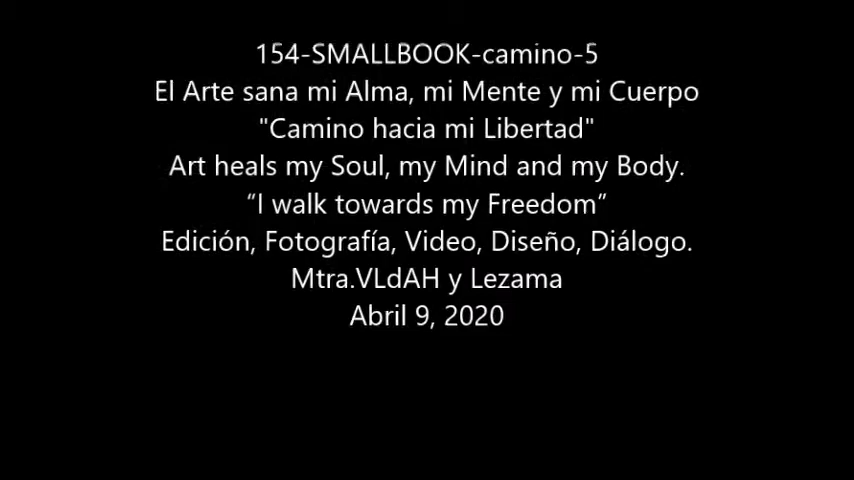 154-SMALLBOOK-camino-5
El Arte sana mi Alma, mi Mente y mi Cuerpo
"Camino hacia mi Libertad"
Art heals my Soul, my Mind and my Body.
“I walk towards my Freedom”
Edición, Fotografía, Video, Diseño, Diálogo.
Mtra.VLdAH y Lezama
Abril 9, 2020